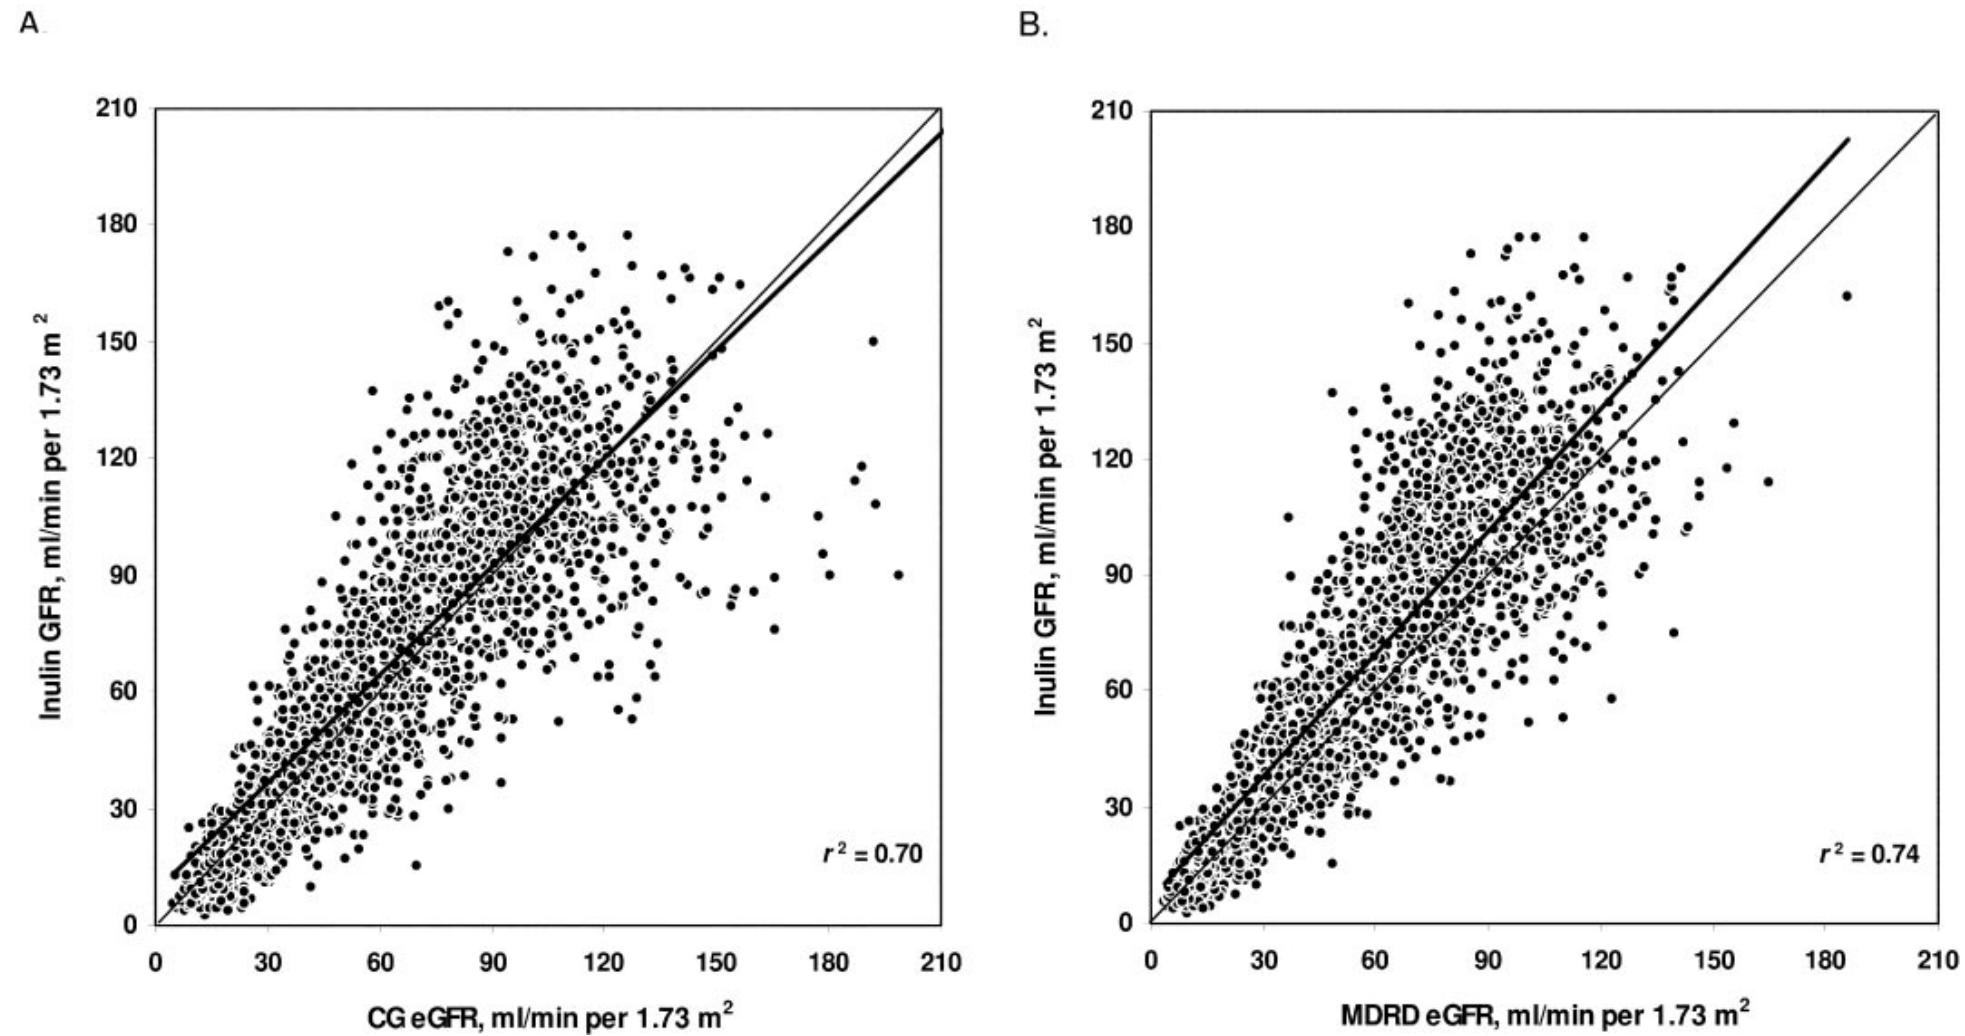 A.
B.
210
180
150
120
90
60
30
0
Inulin GFR, ml/min per 1.73 m²
r² = 0.70
0 30 60 90 120 150 180 210
CG eGFR, ml/min per 1.73 m²
210
180
150
120
90
60
30
0
Inulin GFR, ml/min per 1.73 m²
r² = 0.74
0 30 60 90 120 150 180 210
MDRD eGFR, ml/min per 1.73 m²